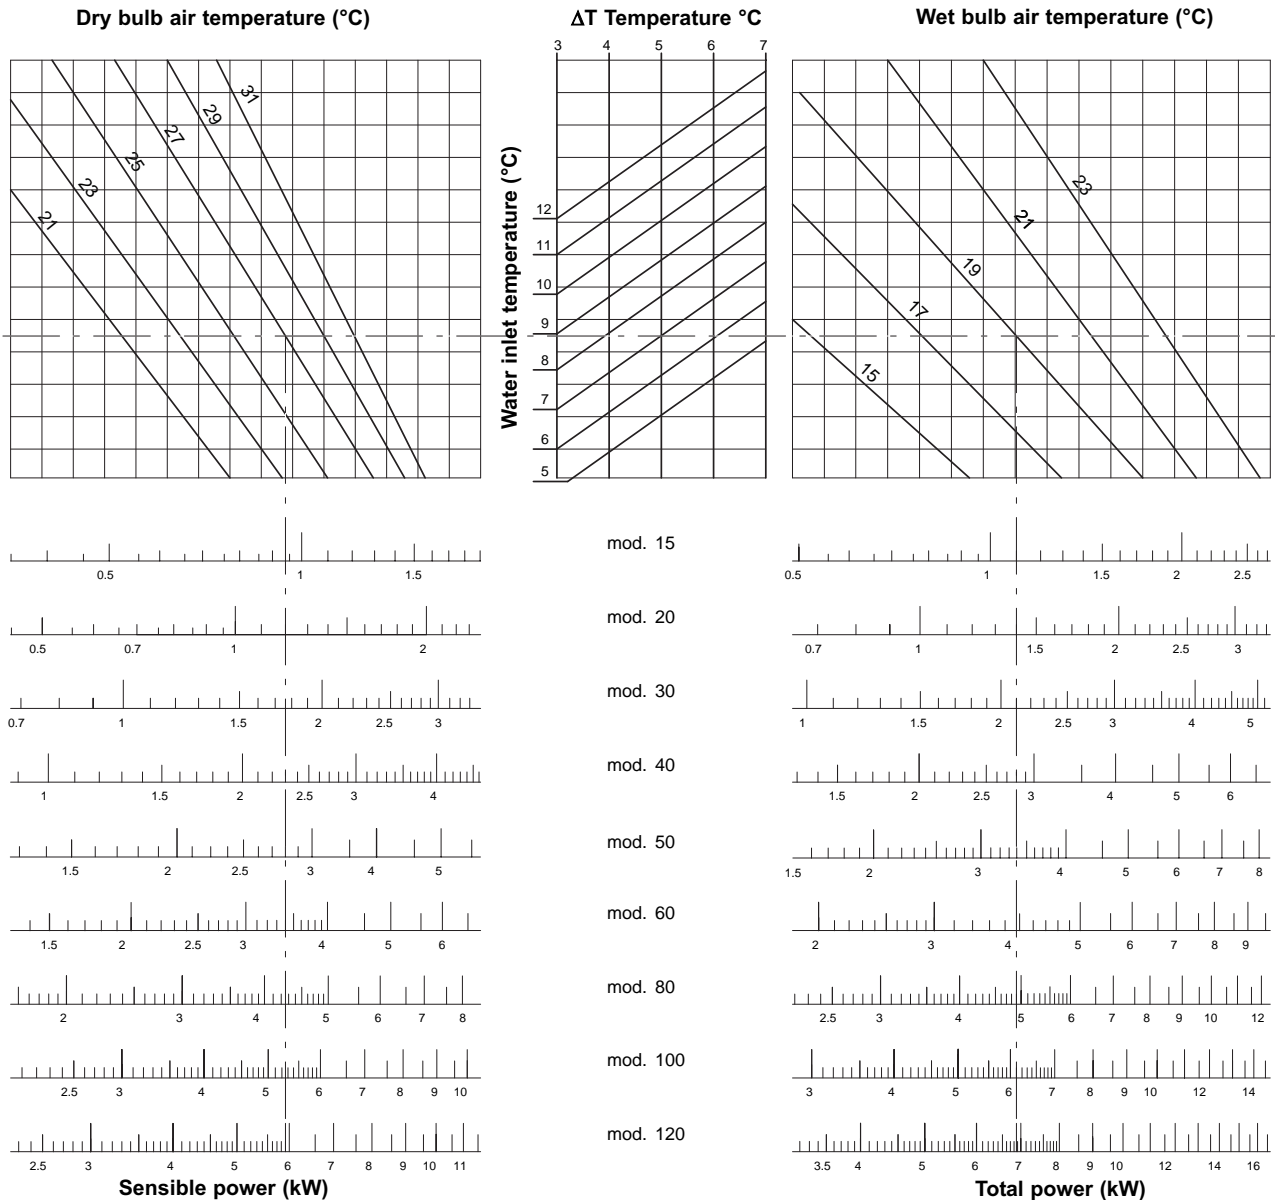 Dry bulb air temperature (°C)
ΔT Temperature °C
Wet bulb air temperature (°C)
3 4 5 6 7
21 23 25 27 29 31
Water inlet temperature (°C)
12
11
10
9
8
7
6
5
15 17 19 21 23
mod. 15
0.5 1 1.5
0.5 1 1.5 2 2.5
mod. 20
0.5 0.7 1 2
0.7 1 1.5 2 2.5 3
mod. 30
0.7 1 1.5 2 2.5 3
1 1.5 2 2.5 3 4 5
mod. 40
1 1.5 2 2.5 3 4
1.5 2 2.5 3 4 5 6
mod. 50
1.5 2 2.5 3 4 5
1.5 2 3 4 5 6 7 8
mod. 60
1.5 2 2.5 3 4 5 6
2 3 4 5 6 7 8 9
mod. 80
2 3 4 5 6 7 8
2.5 3 4 5 6 7 8 9 10 12
mod. 100
2.5 3 4 5 6 7 8 9 10
3 4 5 6 7 8 9 10 12 14
mod. 120
2.5 3 4 5 6 7 8 9 10 11
3.5 4 5 6 7 8 9 10 12 14 16
Sensible power (kW)
Total power (kW)